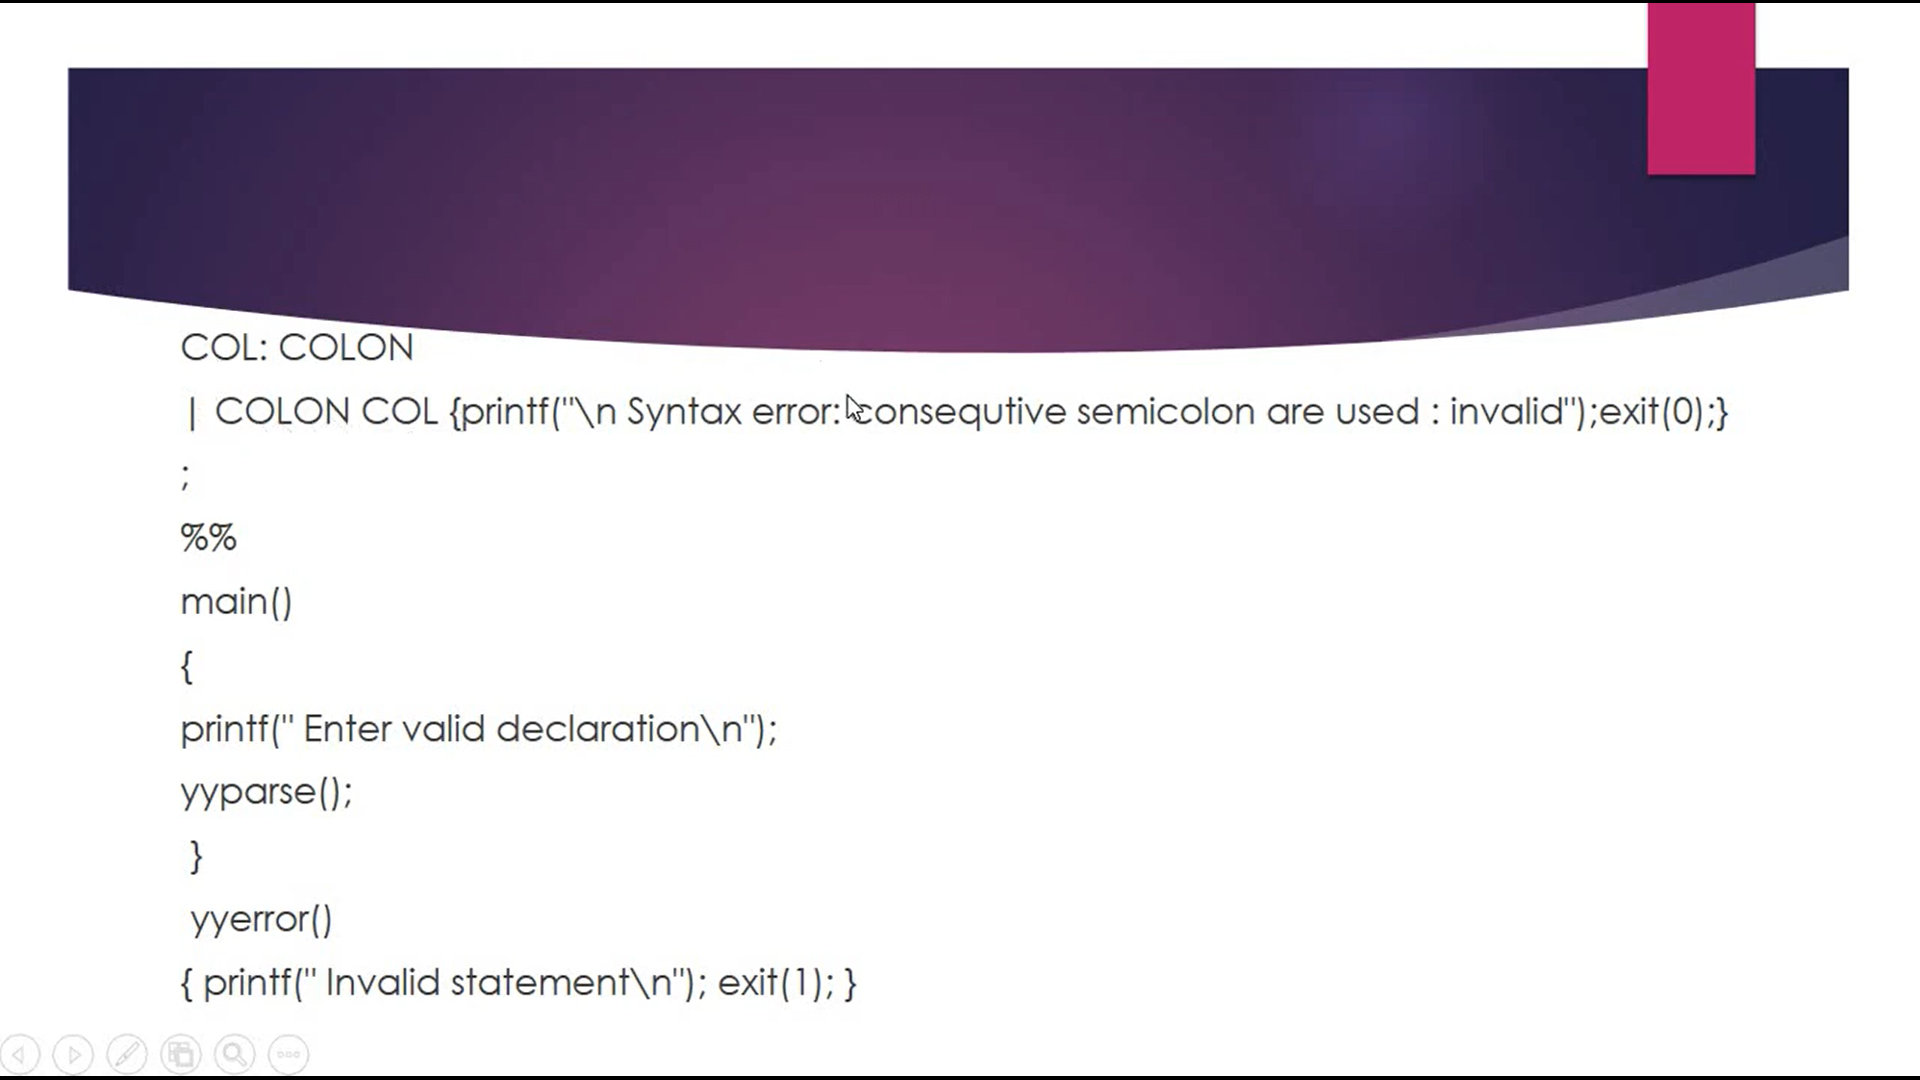 COL: COLON
| COLON COL {printf("\n Syntax error: consequtive semicolon are used : invalid");exit(0);}
;
%%
main()
{
printf(" Enter valid declaration\n");
yyparse();
}
yyerror()
{ printf(" Invalid statement\n"); exit(1); }